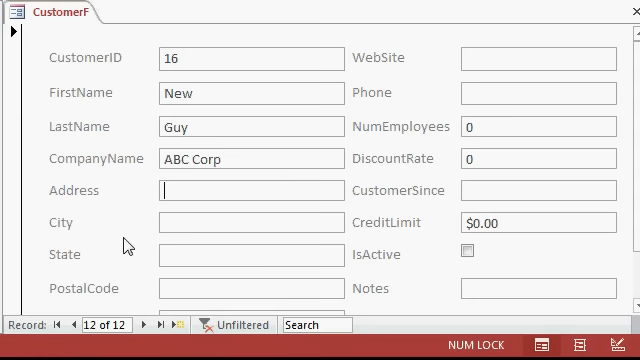 CustomerF
CustomerID 16 WebSite
FirstName New Phone
LastName Guy NumEmployees 0
CompanyName ABC Corp DiscountRate 0
Address CustomerSince
City CreditLimit $0.00
State IsActive
PostalCode Notes
Record: 12 of 12 Unfiltered Search
NUM LOCK